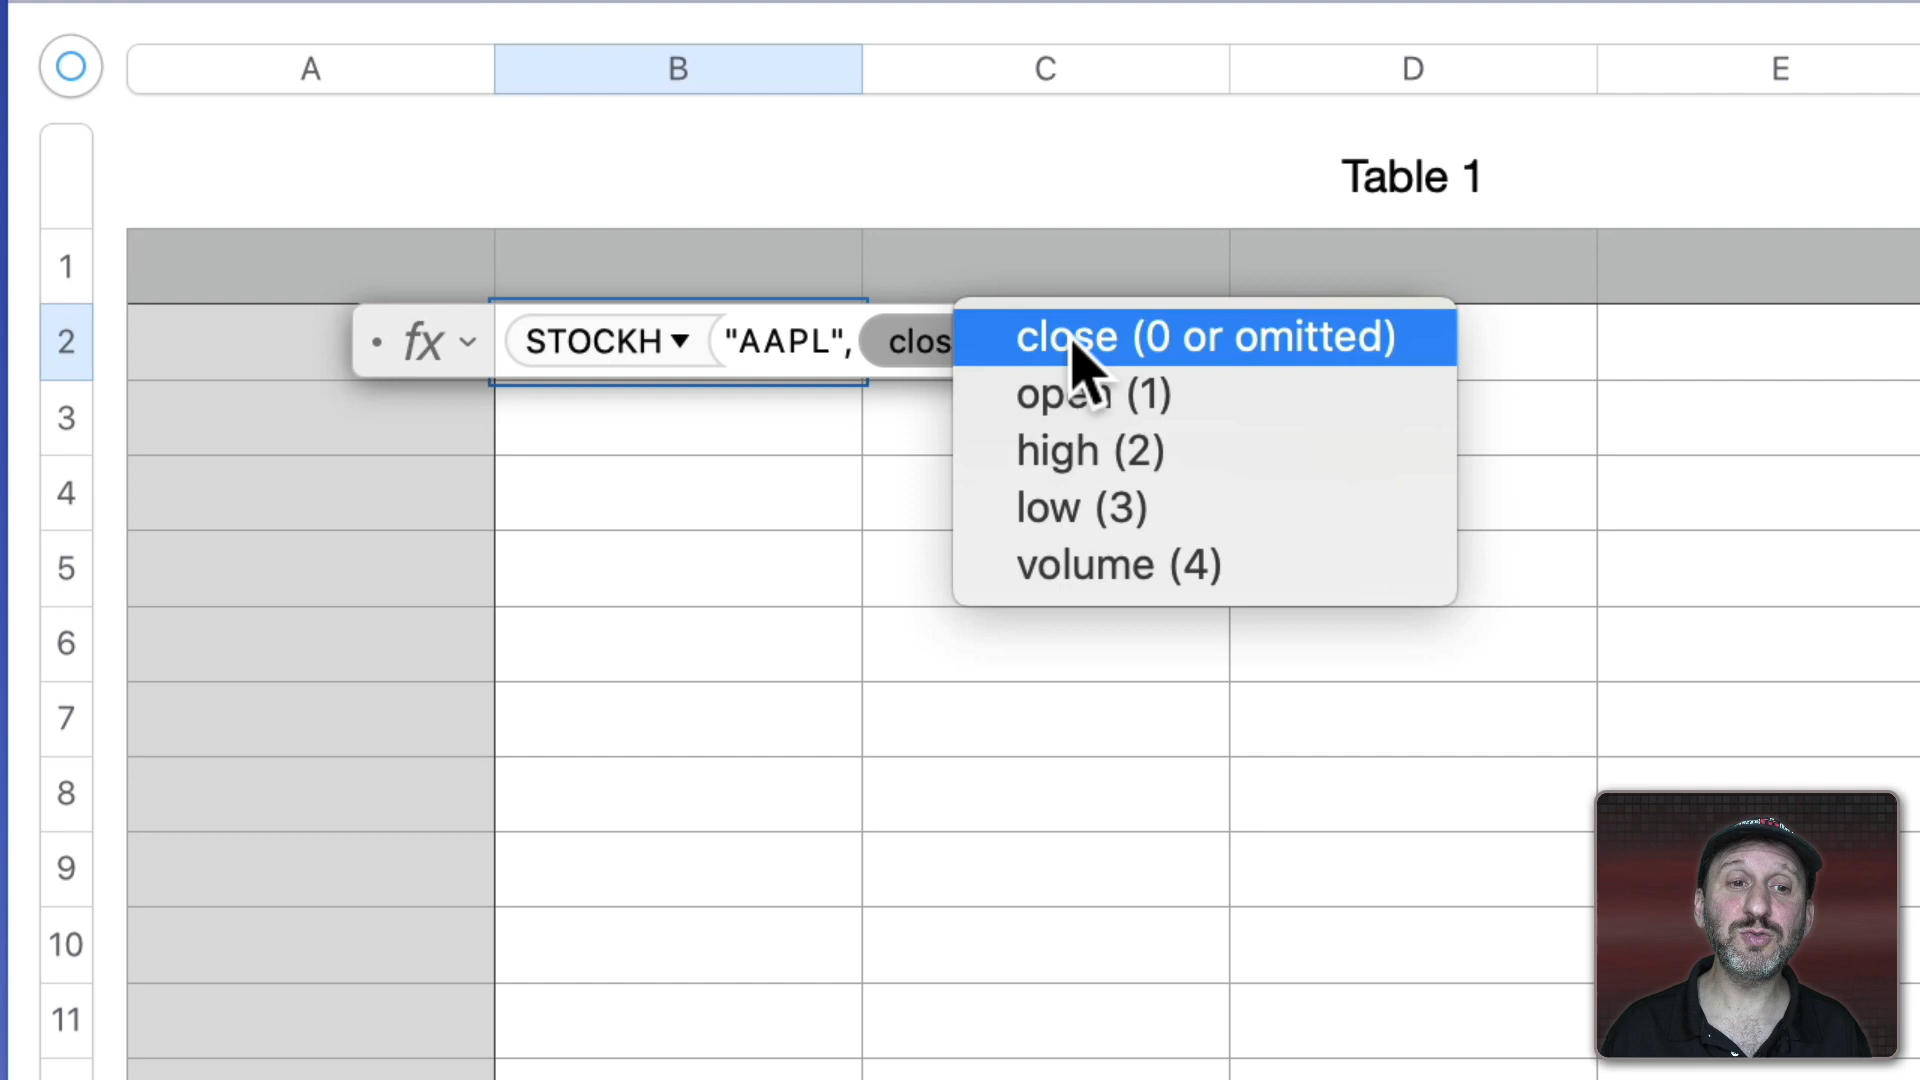 A B C D E
Table 1
1
2 fx STOCKH "AAPL", clos
close (0 or omitted)
open (1)
3
high (2)
4
low (3)
5
volume (4)
6
7
8
9
10
11